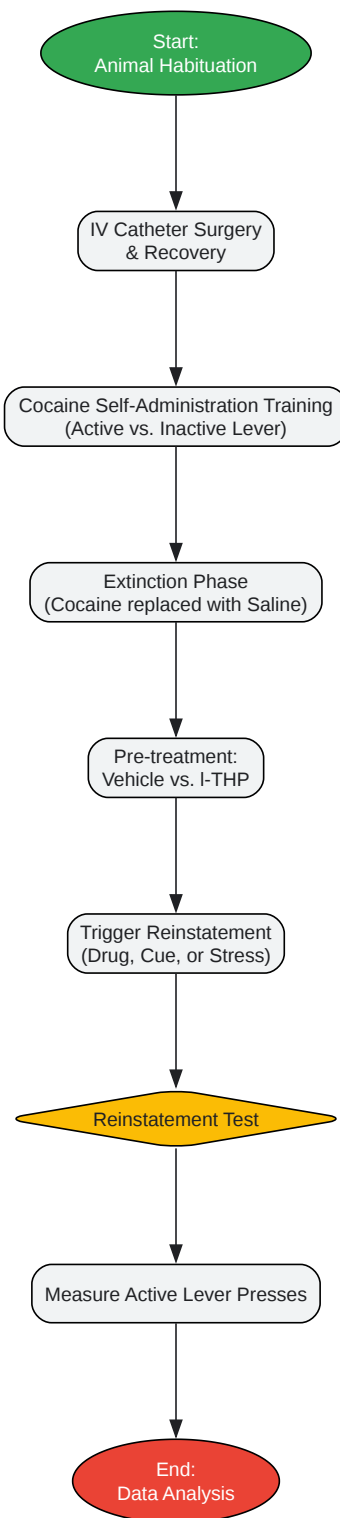 Start:
Animal Habituation
IV Catheter Surgery
& Recovery
Cocaine Self-Administration Training
(Active vs. Inactive Lever)
Extinction Phase
(Cocaine replaced with Saline)
Pre-treatment:
Vehicle vs. l-THP
Trigger Reinstatement
(Drug, Cue, or Stress)
Reinstatement Test
Measure Active Lever Presses
End:
Data Analysis